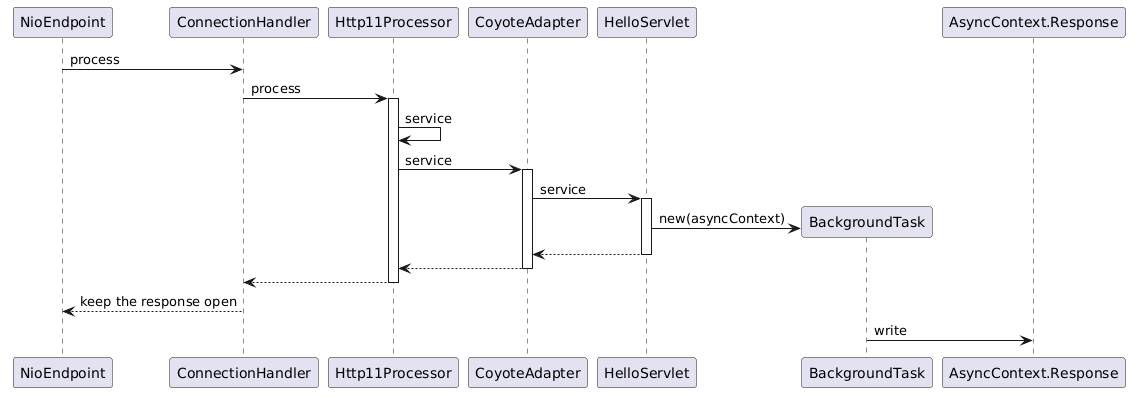 NioEndpoint
ConnectionHandler
Http11Processor
CoyoteAdapter
HelloServlet
AsyncContext.Response
process
process
service
service
service
new(asyncContext)
BackgroundTask
keep the response open
write
NioEndpoint
ConnectionHandler
Http11Processor
CoyoteAdapter
HelloServlet
BackgroundTask
AsyncContext.Response